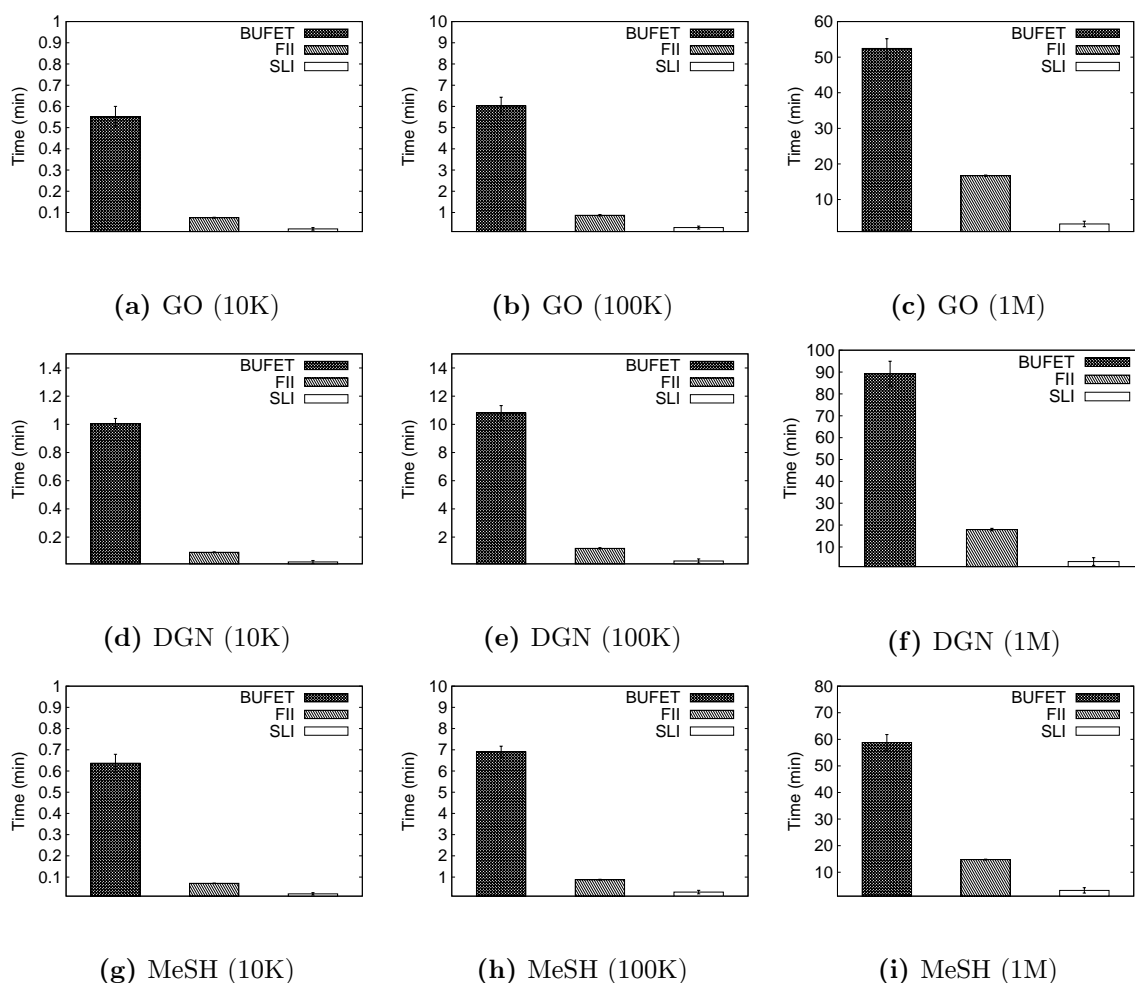 Time (min)
1
0.9
0.8
0.7
0.6
0.5
0.4
0.3
0.2
0.1
BUFET
FII
SLI
(a) GO (10K)
Time (min)
10
9
8
7
6
5
4
3
2
1
BUFET
FII
SLI
(b) GO (100K)
Time (min)
60
50
40
30
20
10
BUFET
FII
SLI
(c) GO (1M)
Time (min)
1.4
1.2
1
0.8
0.6
0.4
0.2
BUFET
FII
SLI
(d) DGN (10K)
Time (min)
14
12
10
8
6
4
2
BUFET
FII
SLI
(e) DGN (100K)
Time (min)
100
90
80
70
60
50
40
30
20
10
BUFET
FII
SLI
(f) DGN (1M)
Time (min)
1
0.9
0.8
0.7
0.6
0.5
0.4
0.3
0.2
0.1
BUFET
FII
SLI
(g) MeSH (10K)
Time (min)
10
9
8
7
6
5
4
3
2
1
BUFET
FII
SLI
(h) MeSH (100K)
Time (min)
80
70
60
50
40
30
20
10
BUFET
FII
SLI
(i) MeSH (1M)